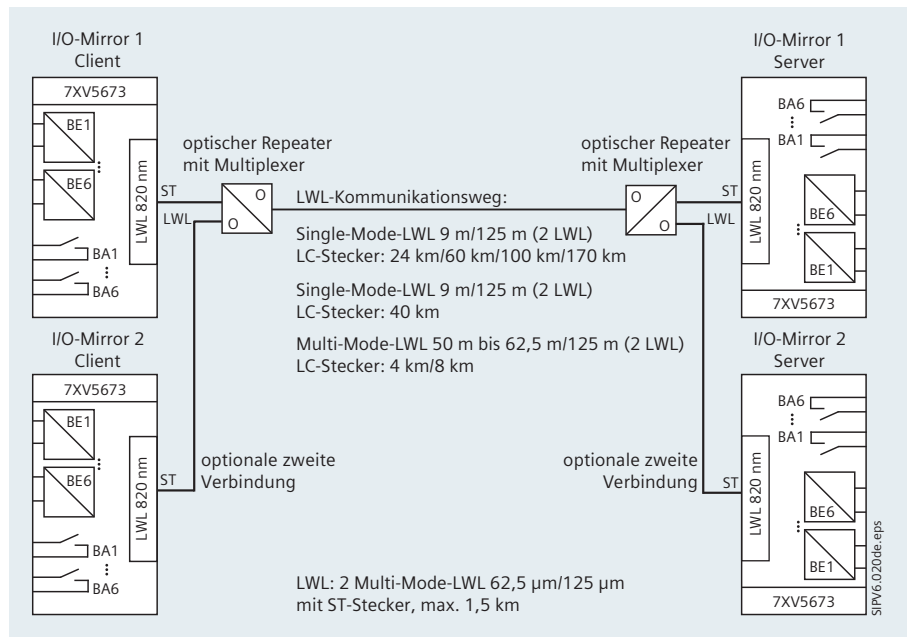 I/O-Mirror 1
Client
7XV5673
BE1
BE6
BA1
BA6
LWL 820 nm
ST
LWL
optischer Repeater
mit Multiplexer
O
O
LWL-Kommunikationsweg:
Single-Mode-LWL 9 m/125 m (2 LWL)
LC-Stecker: 24 km/60 km/100 km/170 km
Single-Mode-LWL 9 m/125 m (2 LWL)
LC-Stecker: 40 km
Multi-Mode-LWL 50 m bis 62,5 m/125 m (2 LWL)
LC-Stecker: 4 km/8 km
optischer Repeater
mit Multiplexer
O
O
ST
LWL
I/O-Mirror 1
Server
BA6
BA1
LWL 820 nm
BE6
BE1
7XV5673
I/O-Mirror 2
Client
7XV5673
BE1
BE6
BA1
BA6
LWL 820 nm
ST
optionale zweite
Verbindung
optionale zweite
Verbindung
ST
I/O-Mirror 2
Server
BA6
BA1
LWL 820 nm
BE6
BE1
7XV5673
LWL: 2 Multi-Mode-LWL 62,5 µm/125 µm
mit ST-Stecker, max. 1,5 km
SIPV6.020de.eps